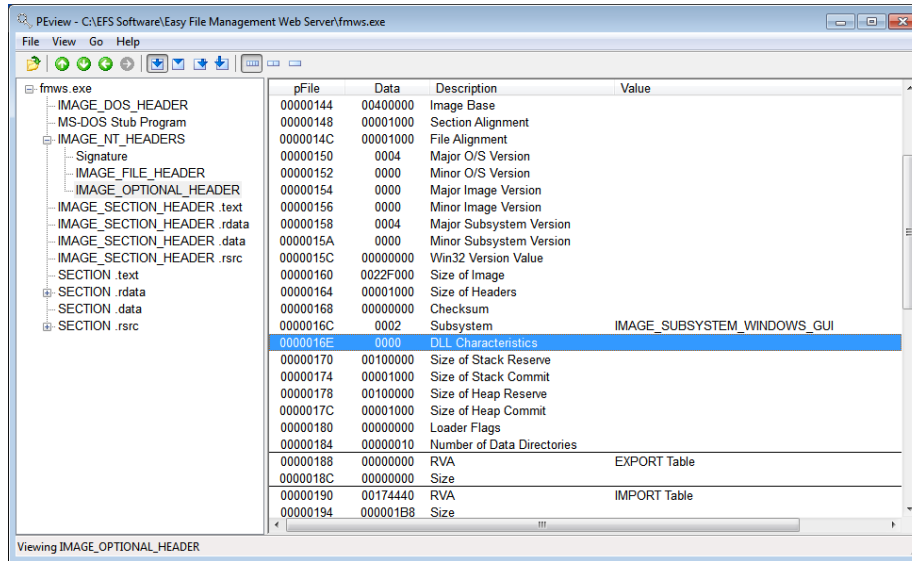 PEview - C:\EFS Software\Easy File Management Web Server\fmws.exe
File View Go Help
fmws.exe
IMAGE_DOS_HEADER
MS-DOS Stub Program
IMAGE_NT_HEADERS
Signature
IMAGE_FILE_HEADER
IMAGE_OPTIONAL_HEADER
IMAGE_SECTION_HEADER .text
IMAGE_SECTION_HEADER .rdata
IMAGE_SECTION_HEADER .data
IMAGE_SECTION_HEADER .rsrc
SECTION .text
SECTION .rdata
SECTION .data
SECTION .rsrc
pFile Data Description Value
00000144 00400000 Image Base
00000148 00001000 Section Alignment
0000014C 00001000 File Alignment
00000150 0004 Major O/S Version
00000152 0000 Minor O/S Version
00000154 0000 Major Image Version
00000156 0000 Minor Image Version
00000158 0004 Major Subsystem Version
0000015A 0000 Minor Subsystem Version
0000015C 00000000 Win32 Version Value
00000160 0022F000 Size of Image
00000164 00001000 Size of Headers
00000168 00000000 Checksum
0000016C 0002 Subsystem IMAGE_SUBSYSTEM_WINDOWS_GUI
0000016E 0000 DLL Characteristics
00000170 00100000 Size of Stack Reserve
00000174 00001000 Size of Stack Commit
00000178 00100000 Size of Heap Reserve
0000017C 00001000 Size of Heap Commit
00000180 00000000 Loader Flags
00000184 00000010 Number of Data Directories
00000188 00000000 RVA EXPORT Table
0000018C 00000000 Size
00000190 00174440 RVA IMPORT Table
00000194 000001B8 Size
Viewing IMAGE_OPTIONAL_HEADER